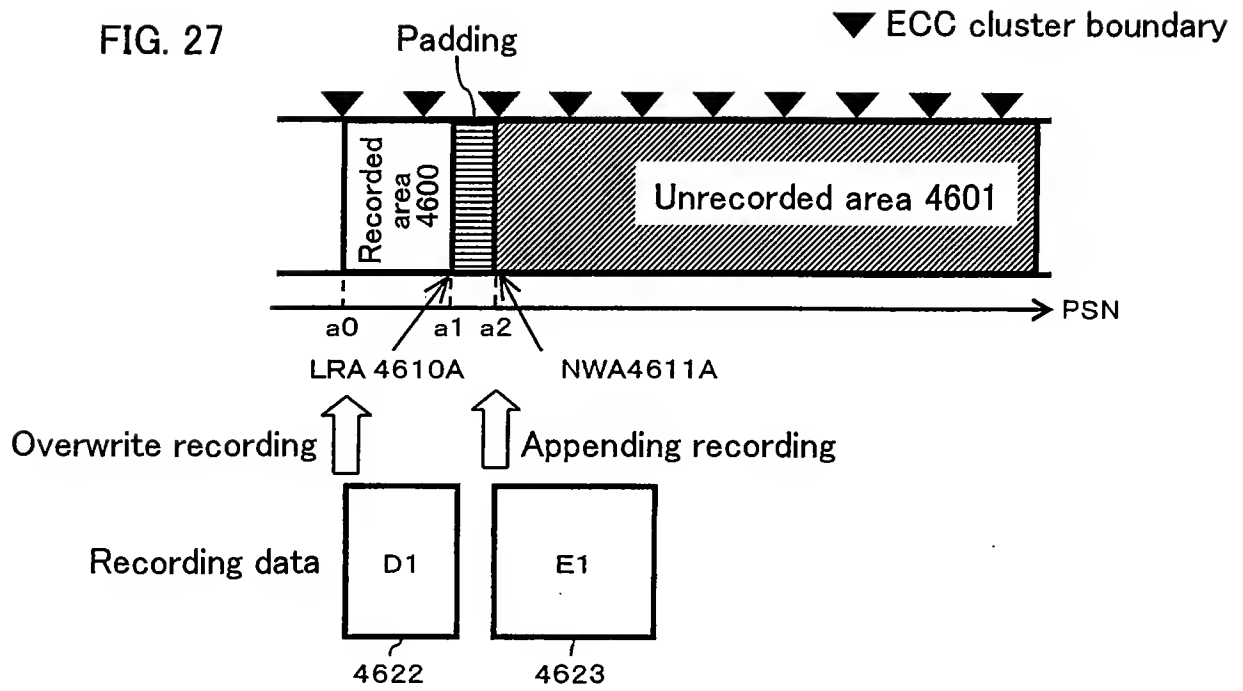 FIG. 27
Padding
▼ ECC cluster boundary
Recorded
area
4600
Unrecorded area 4601
a0 a1 a2
PSN
LRA 4610A
NWA4611A
Overwrite recording
Appending recording
Recording data
D1
E1
4622
4623